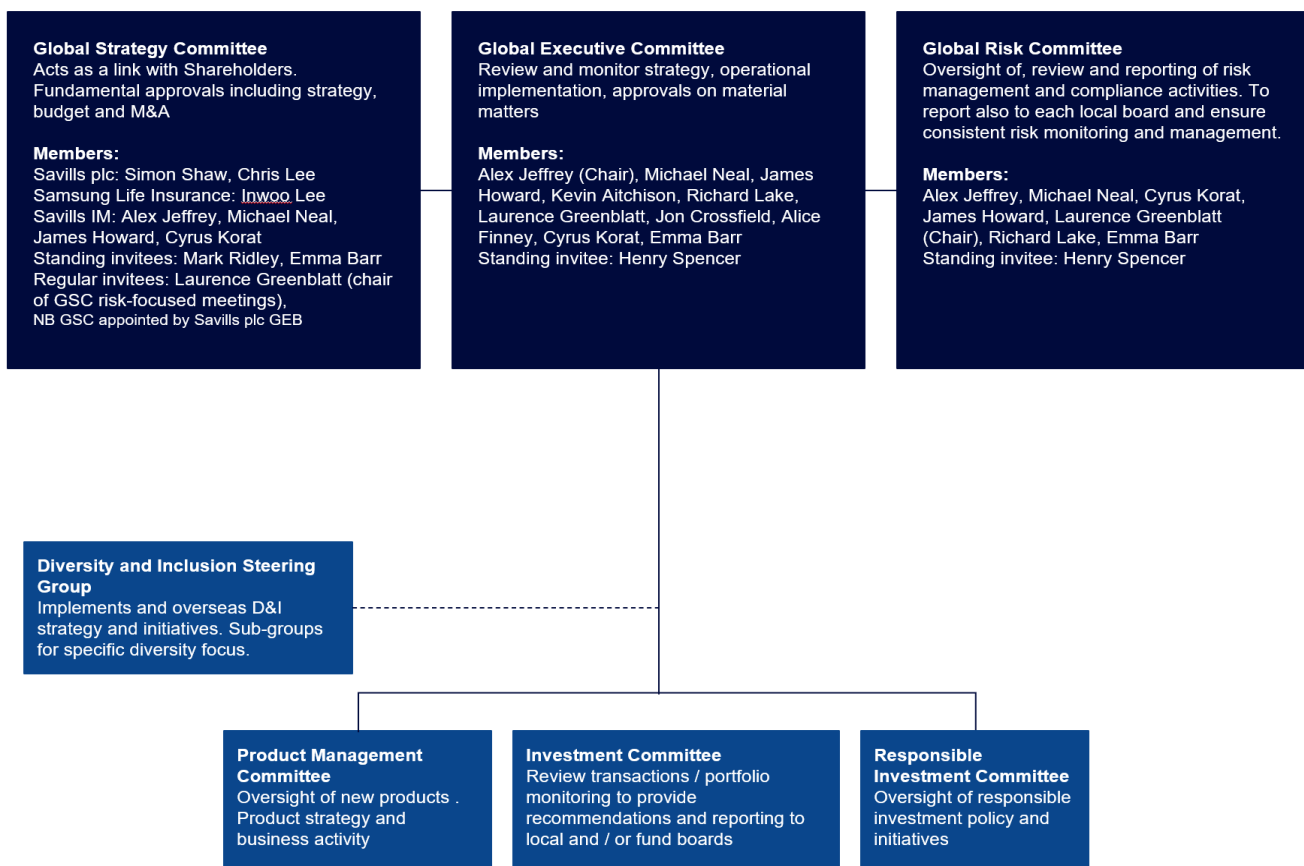 Global Strategy Committee
Acts as a link with Shareholders.
Fundamental approvals including strategy,
budget and M&A
Members:
Savills plc: Simon Shaw, Chris Lee
Samsung Life Insurance: Inwoo Lee
Savills IM: Alex Jeffrey, Michael Neal,
James Howard, Cyrus Korat
Standing invitees: Mark Ridley, Emma Barr
Regular invitees: Laurence Greenblatt (chair
of GSC risk-focused meetings),
NB GSC appointed by Savills plc GEB
Global Executive Committee
Review and monitor strategy, operational
implementation, approvals on material
matters
Members:
Alex Jeffrey (Chair), Michael Neal, James
Howard, Kevin Aitchison, Richard Lake,
Laurence Greenblatt, Jon Crossfield, Alice
Finney, Cyrus Korat, Emma Barr
Standing invitee: Henry Spencer
Global Risk Committee
Oversight of, review and reporting of risk
management and compliance activities. To
report also to each local board and ensure
consistent risk monitoring and management.
Members:
Alex Jeffrey, Michael Neal, Cyrus Korat,
James Howard, Laurence Greenblatt
(Chair), Richard Lake, Emma Barr
Standing invitee: Henry Spencer
Diversity and Inclusion Steering
Group
Implements and overseas D&I
strategy and initiatives. Sub-groups
for specific diversity focus.
Product Management
Committee
Oversight of new products .
Product strategy and
business activity
Investment Committee
Review transactions / portfolio
monitoring to provide
recommendations and reporting to
local and / or fund boards
Responsible
Investment Committee
Oversight of responsible
investment policy and
initiatives